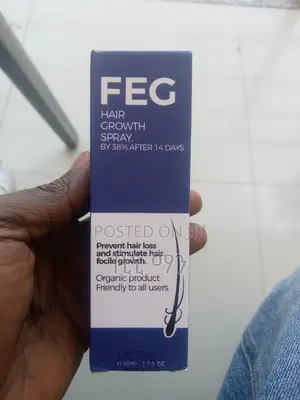 FEG
HAIR
GROWTH
SPRAY.
BY 38% AFTER 14 DAYS.
POSTED ON
Prevent hair loss
and stimulate hair
focile growth.
Organic product
Friendly to all users.